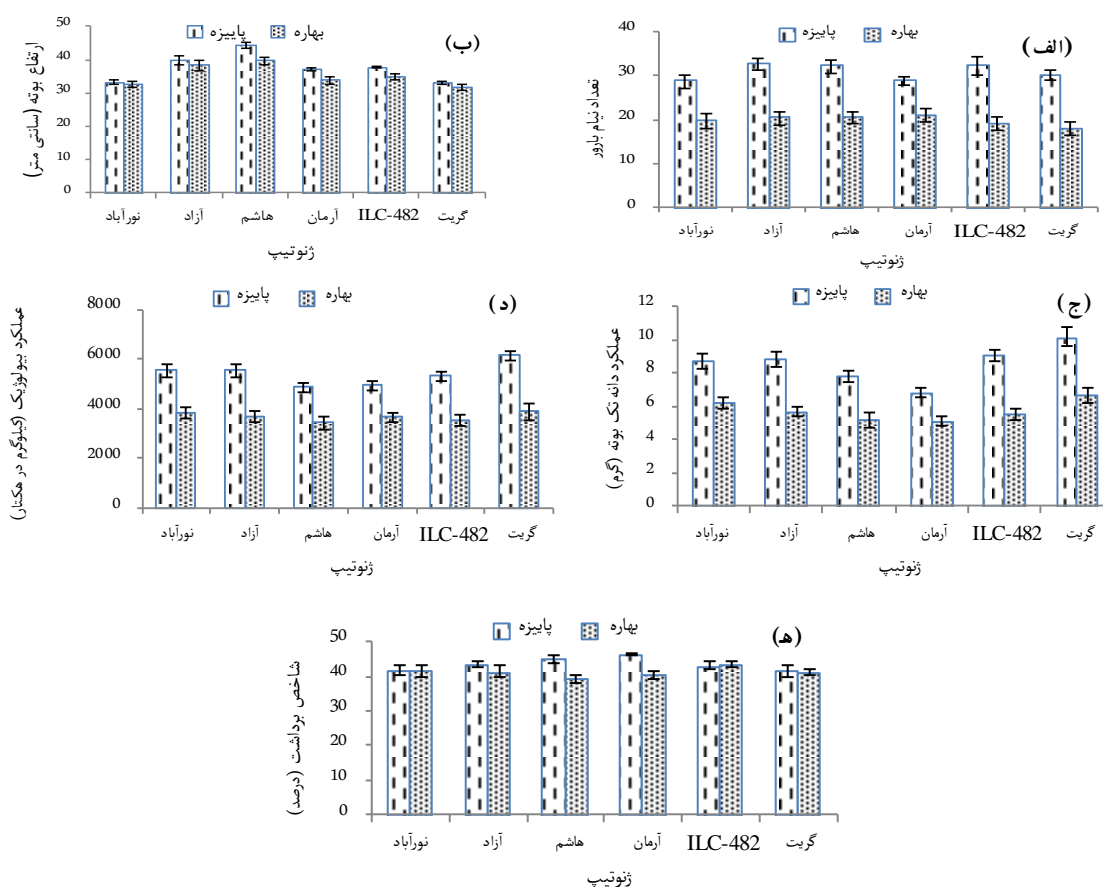 (الف)
پاییزه بهاره
تعداد نیام بارور
40
30
20
10
0
نورآباد آزاد هاشم آرمان ILC-482 گریت
ژنوتیپ
(ب)
پاییزه بهاره
ارتفاع بوته (سانتی متر)
50
40
30
20
10
0
نورآباد آزاد هاشم آرمان ILC-482 گریت
ژنوتیپ
(ج)
پاییزه بهاره
عملکرد دانه تک بوته (گرم)
12
10
8
6
4
2
0
نورآباد آزاد هاشم آرمان ILC-482 گریت
ژنوتیپ
(د)
پاییزه بهاره
عملکرد بیولوژیک (کیلوگرم در هکتار)
8000
6000
4000
2000
0
نورآباد آزاد هاشم آرمان ILC-482 گریت
ژنوتیپ
(ه)
پاییزه بهاره
شاخص برداشت (درصد)
50
40
30
20
10
0
نورآباد آزاد هاشم آرمان ILC-482 گریت
ژنوتیپ